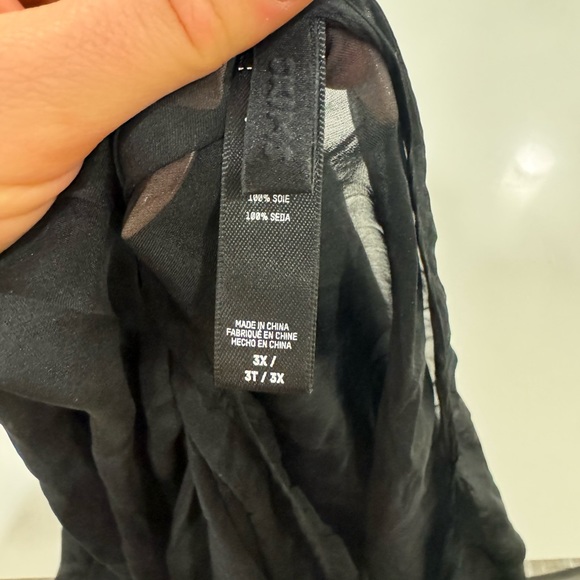 100% SOIE
100% SEDA
MADE IN CHINA
FABRIQUÉ EN CHINE
HECHO EN CHINA
3X /
3T / 3X